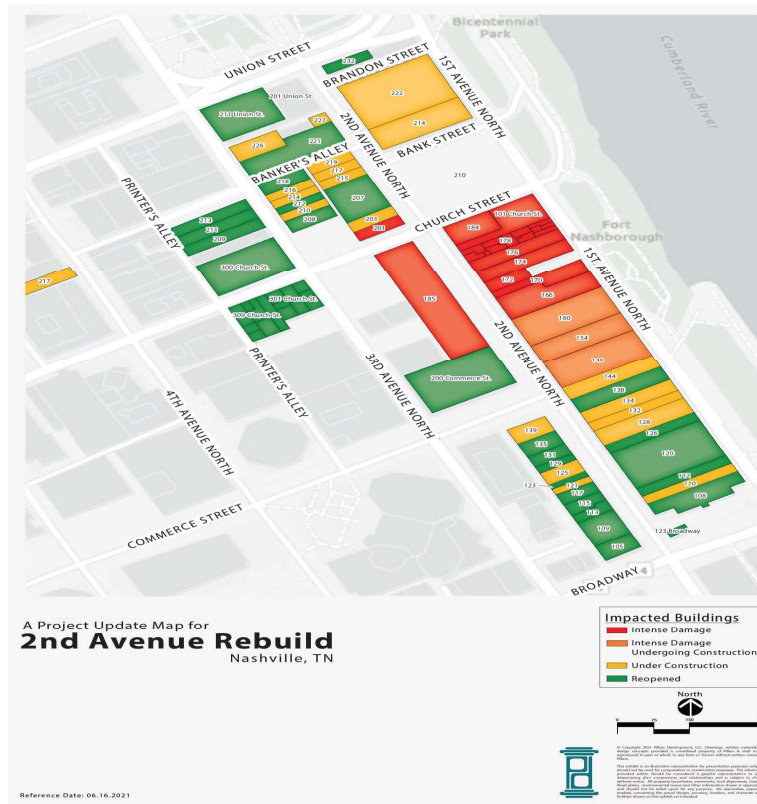 Bicentennial
Park
Cumberland
River
UNION STREET
232
BRANDON STREET
1ST AVENUE NORTH
201 Union St.
211 Union St.
222
227
214
2ND AVENUE NORTH
226
221
BANK STREET
BANKER'S ALLEY
219
217
215
218
216
214
212
210
208
207
210
PRINTER'S ALLEY
203
201
CHURCH STREET
101 Church St.
184
213
211
209
Fort
Nashborough
178
176
174
300 Church St.
172
170
166
1ST AVENUE NORTH
217
301 Church St.
309 Church St.
185
160
154
2ND AVENUE NORTH
PRINTER'S ALLEY
3RD AVENUE NORTH
200 Commerce St.
144
138
134
132
128
126
4TH AVENUE NORTH
139
135
131
129
125
123
121
117
115
113
109
105
120
112
110
108
COMMERCE STREET
123 Broadway
BROADWAY
4
A Project Update Map for
2nd Avenue Rebuild
Nashville, TN
Impacted Buildings
Intense Damage
Intense Damage
Undergoing Construction
Under Construction
Reopened
North
0 75 150
Reference Date: 06.16.2021